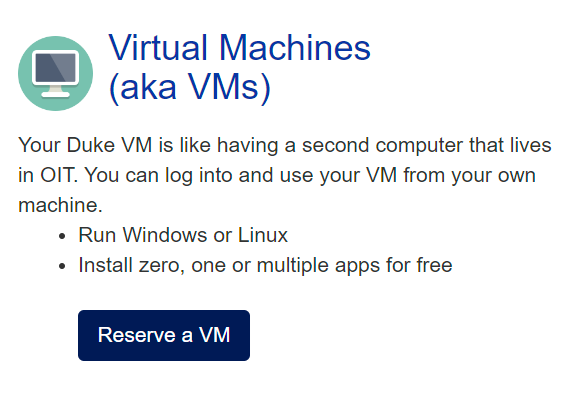 Virtual Machines
(aka VMs)
Your Duke VM is like having a second computer that lives
in OIT. You can log into and use your VM from your own
machine.
• Run Windows or Linux
• Install zero, one or multiple apps for free
Reserve a VM